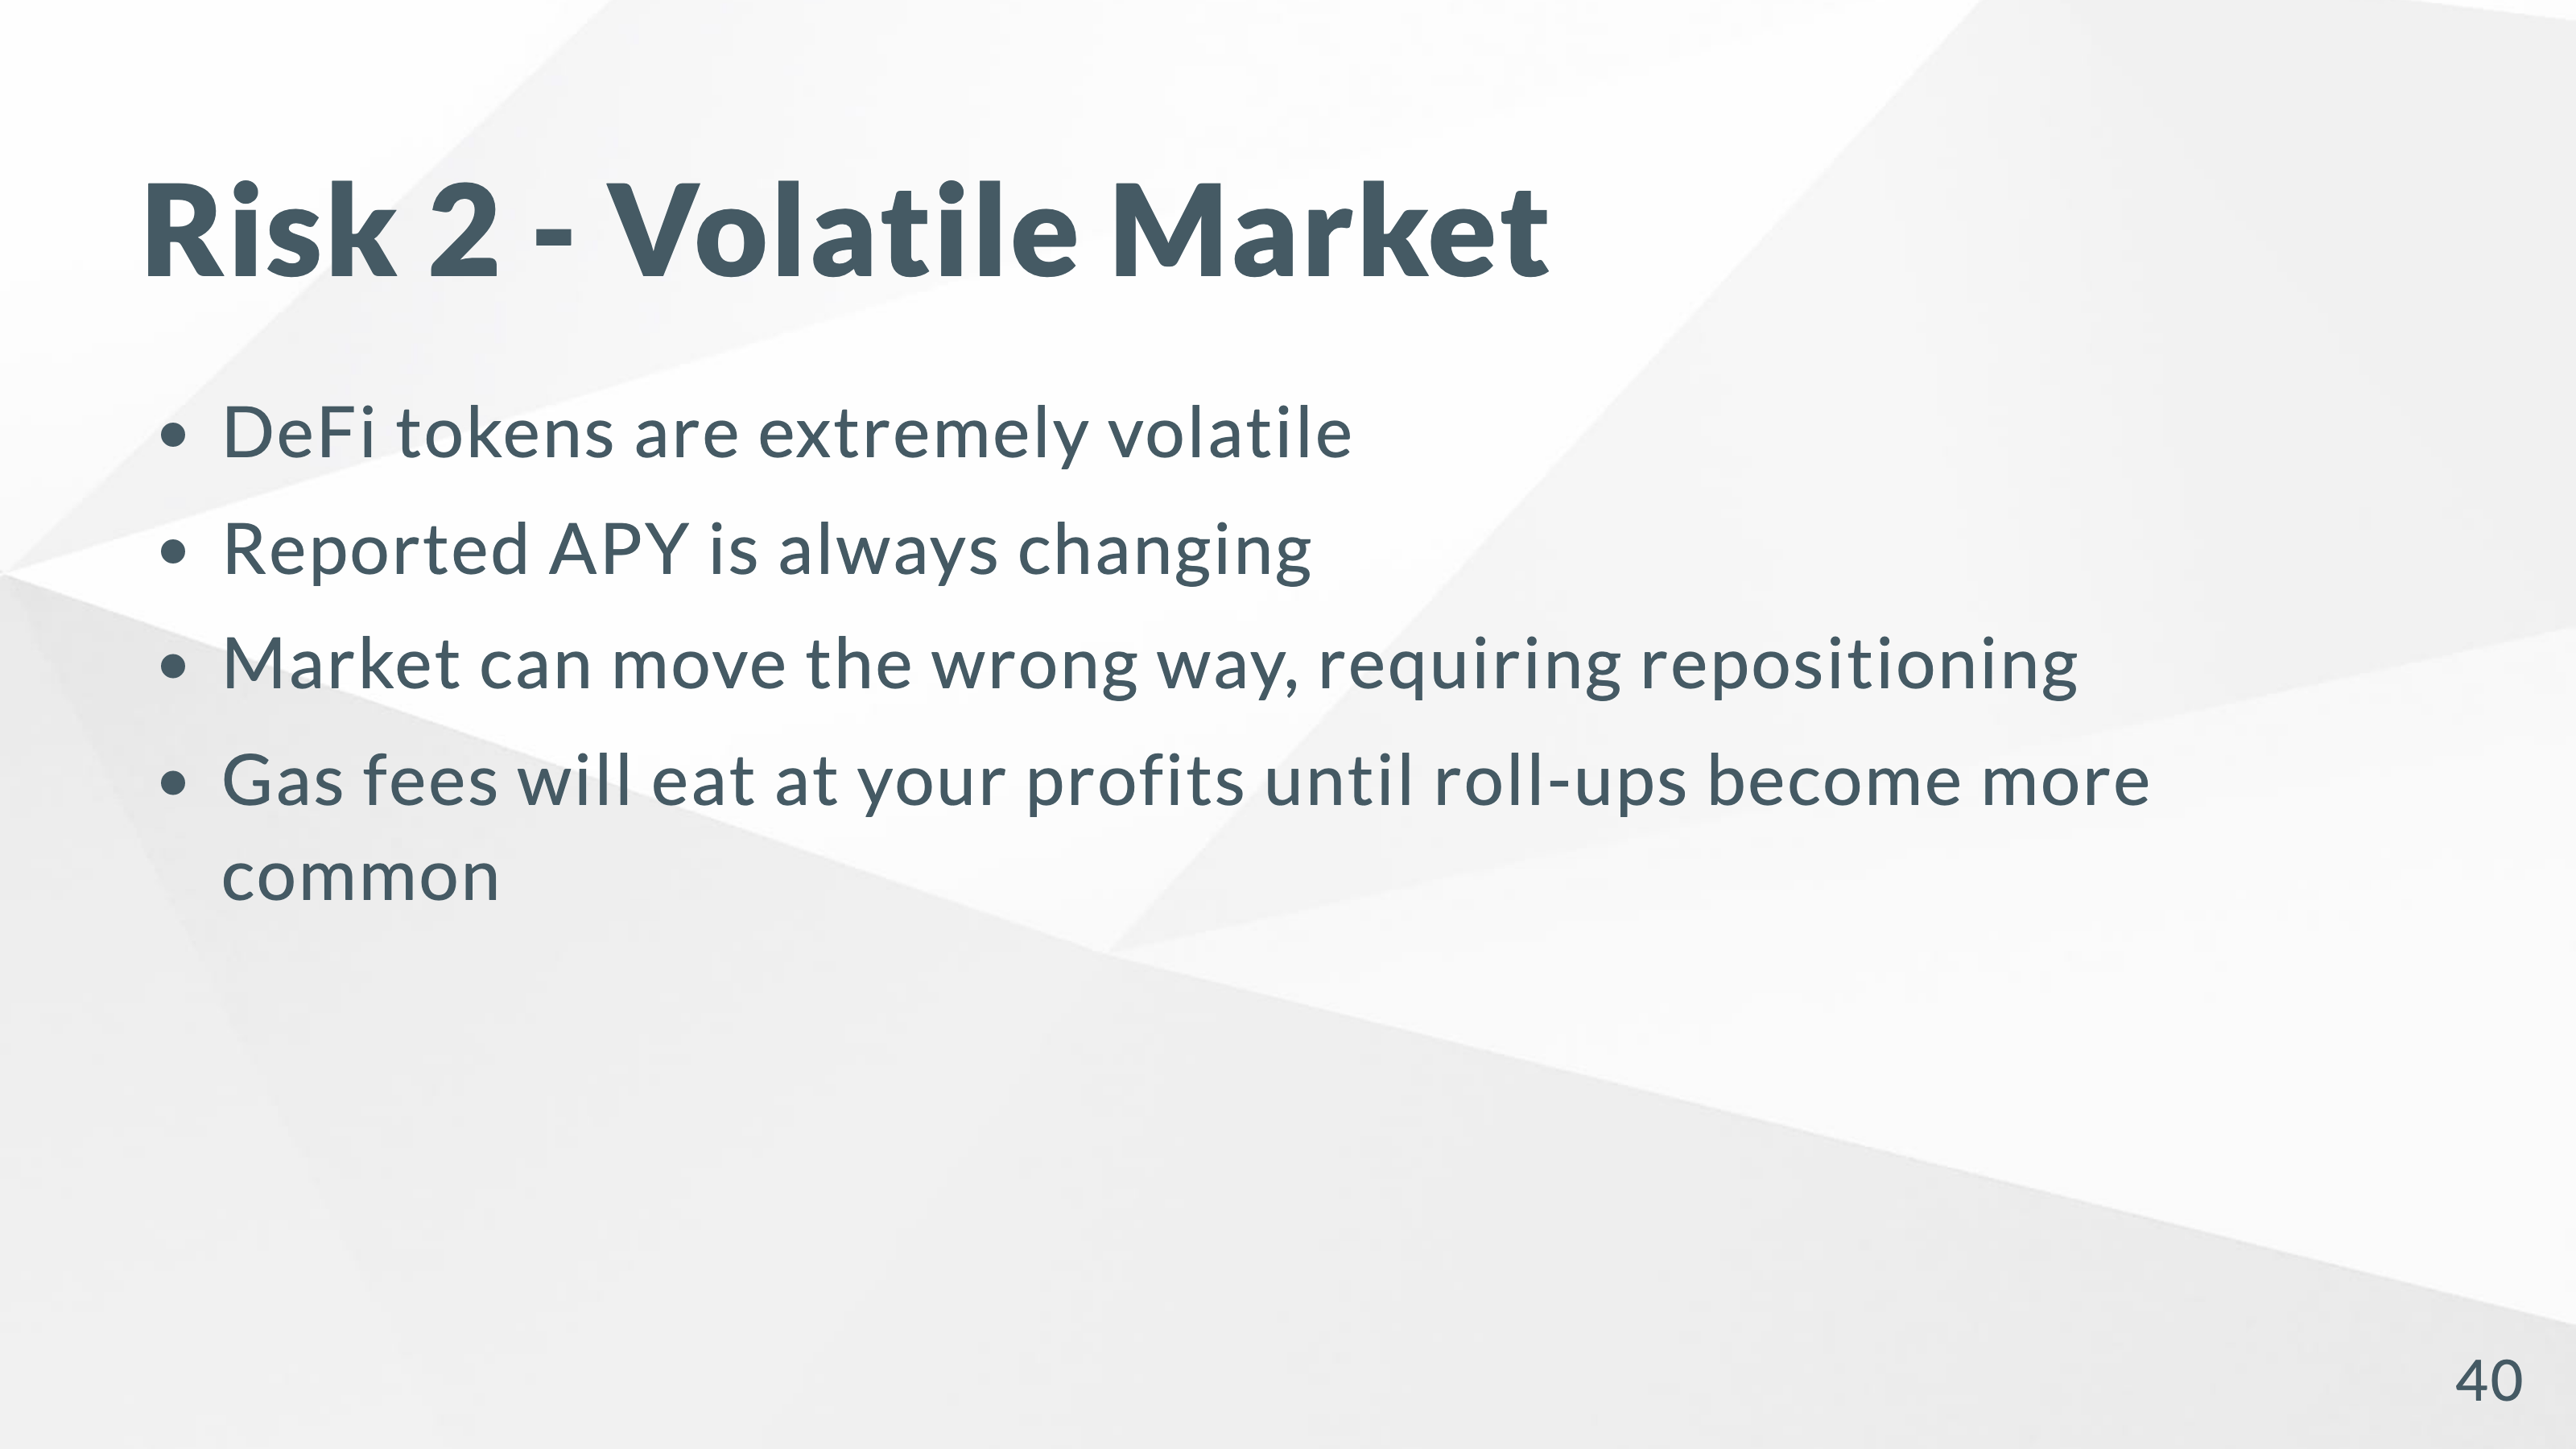 Risk 2 - Volatile Market
• DeFi tokens are extremely volatile
• Reported APY is always changing
• Market can move the wrong way, requiring repositioning
• Gas fees will eat at your profits until roll-ups become more
common
40